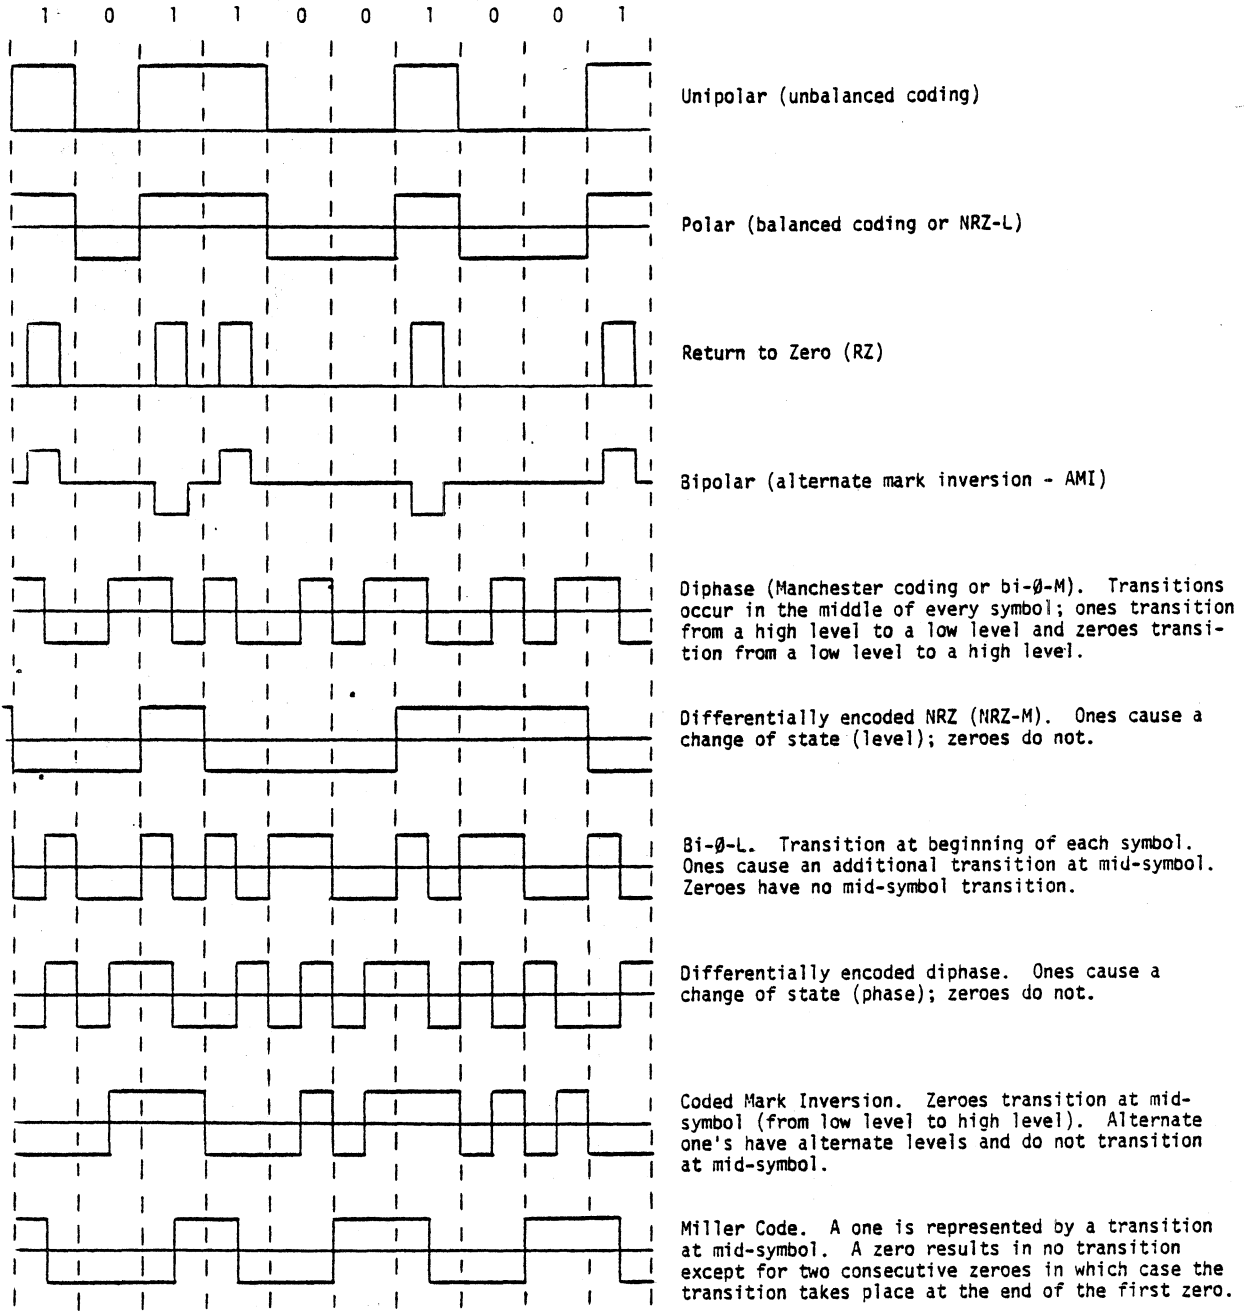 1 0 1 1 0 0 1 0 0 1
Unipolar (unbalanced coding)
Polar (balanced coding or NRZ-L)
Return to Zero (RZ)
Bipolar (alternate mark inversion - AMI)
Diphase (Manchester coding or bi-Ø-M). Transitions
occur in the middle of every symbol; ones transition
from a high level to a low level and zeroes transi-
tion from a low level to a high level.
Differentially encoded NRZ (NRZ-M). Ones cause a
change of state (level); zeroes do not.
Bi-Ø-L. Transition at beginning of each symbol.
Ones cause an additional transition at mid-symbol.
Zeroes have no mid-symbol transition.
Differentially encoded diphase. Ones cause a
change of state (phase); zeroes do not.
Coded Mark Inversion. Zeroes transition at mid-
symbol (from low level to high level). Alternate
one's have alternate levels and do not transition
at mid-symbol.
Miller Code. A one is represented by a transition
at mid-symbol. A zero results in no transition
except for two consecutive zeroes in which case the
transition takes place at the end of the first zero.